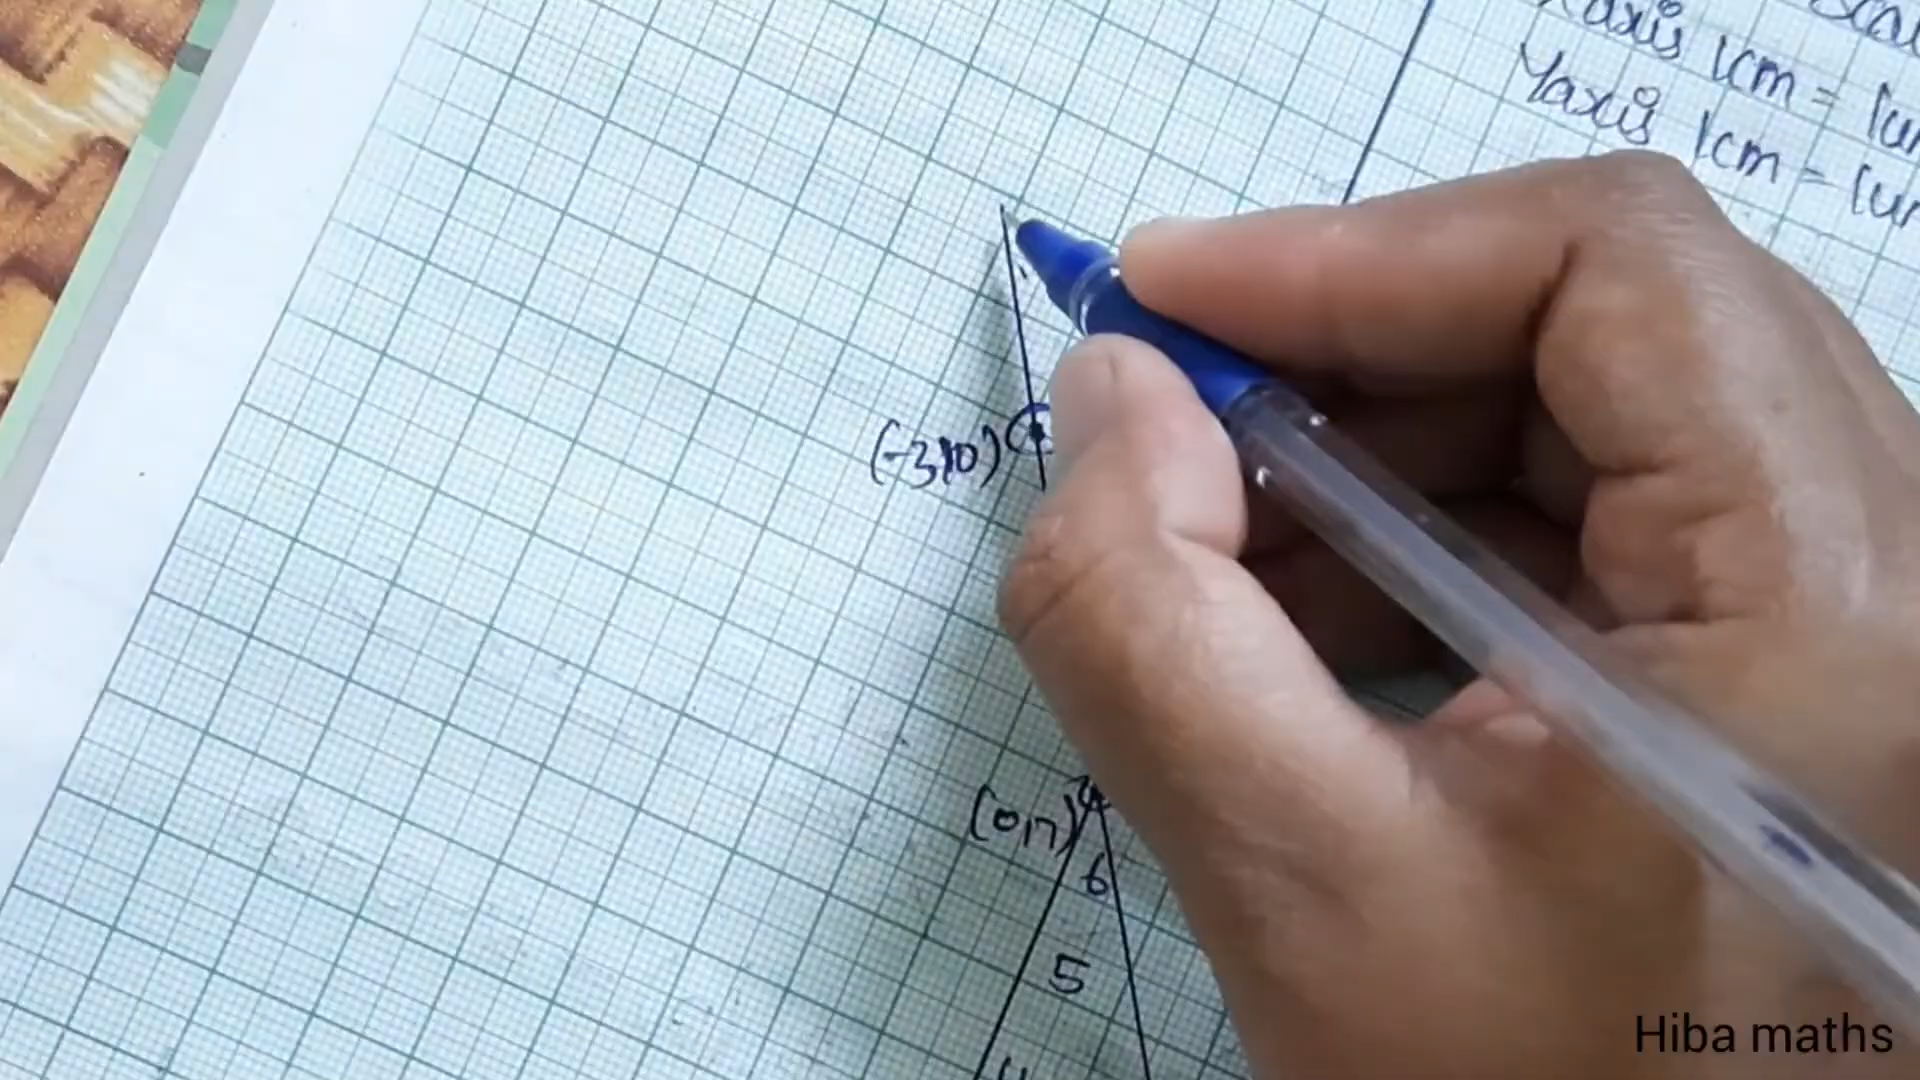 Xaxis 1cm =
Yaxis 1cm =
(-3,10)
(0,7)
6
5
Hiba maths